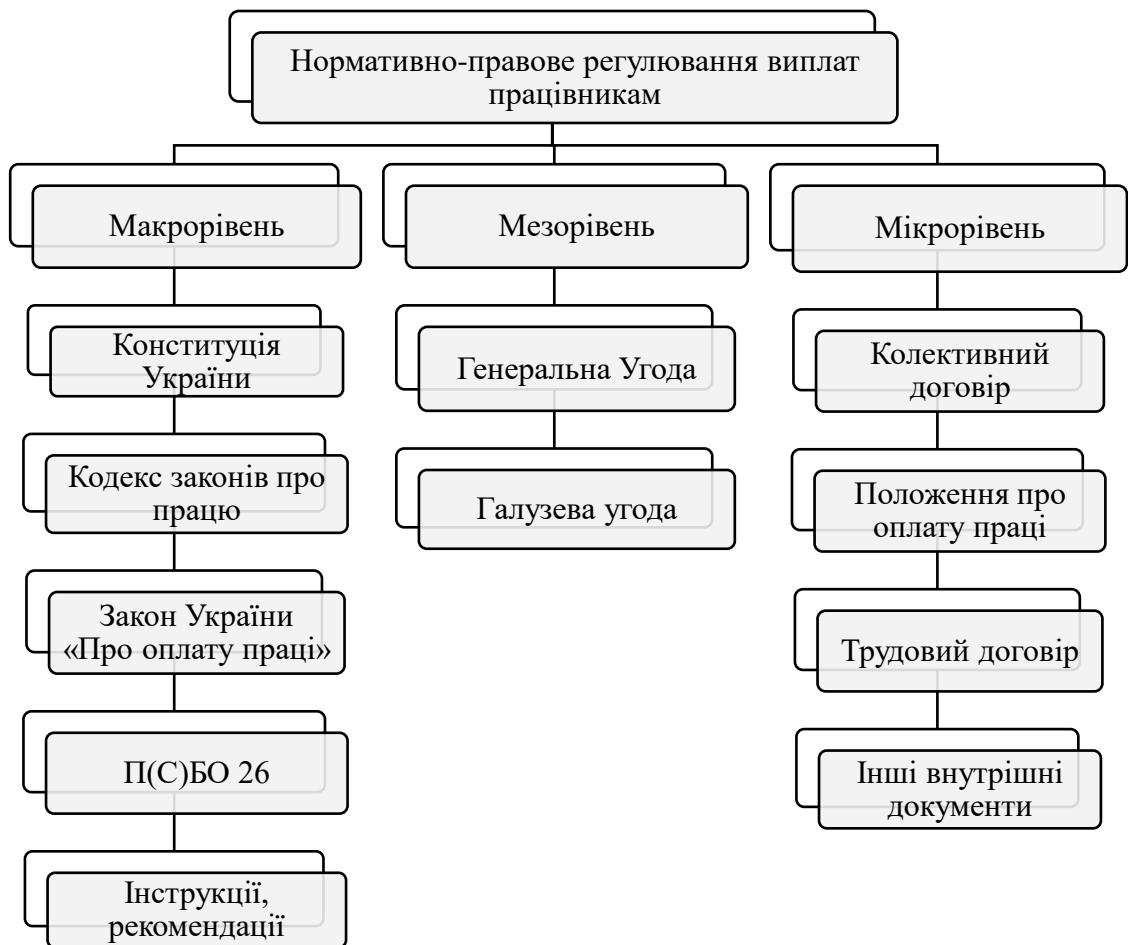 Нормативно-правове регулювання виплат
працівникам
Макрорівень
Мезорівень
Мікрорівень
Конституція
України
Генеральна Угода
Колективний
договір
Кодекс законів про
працю
Галузева угода
Положення про
оплату праці
Закон України
«Про оплату праці»
Трудовий договір
П(С)БО 26
Інші внутрішні
документи
Інструкції,
рекомендації